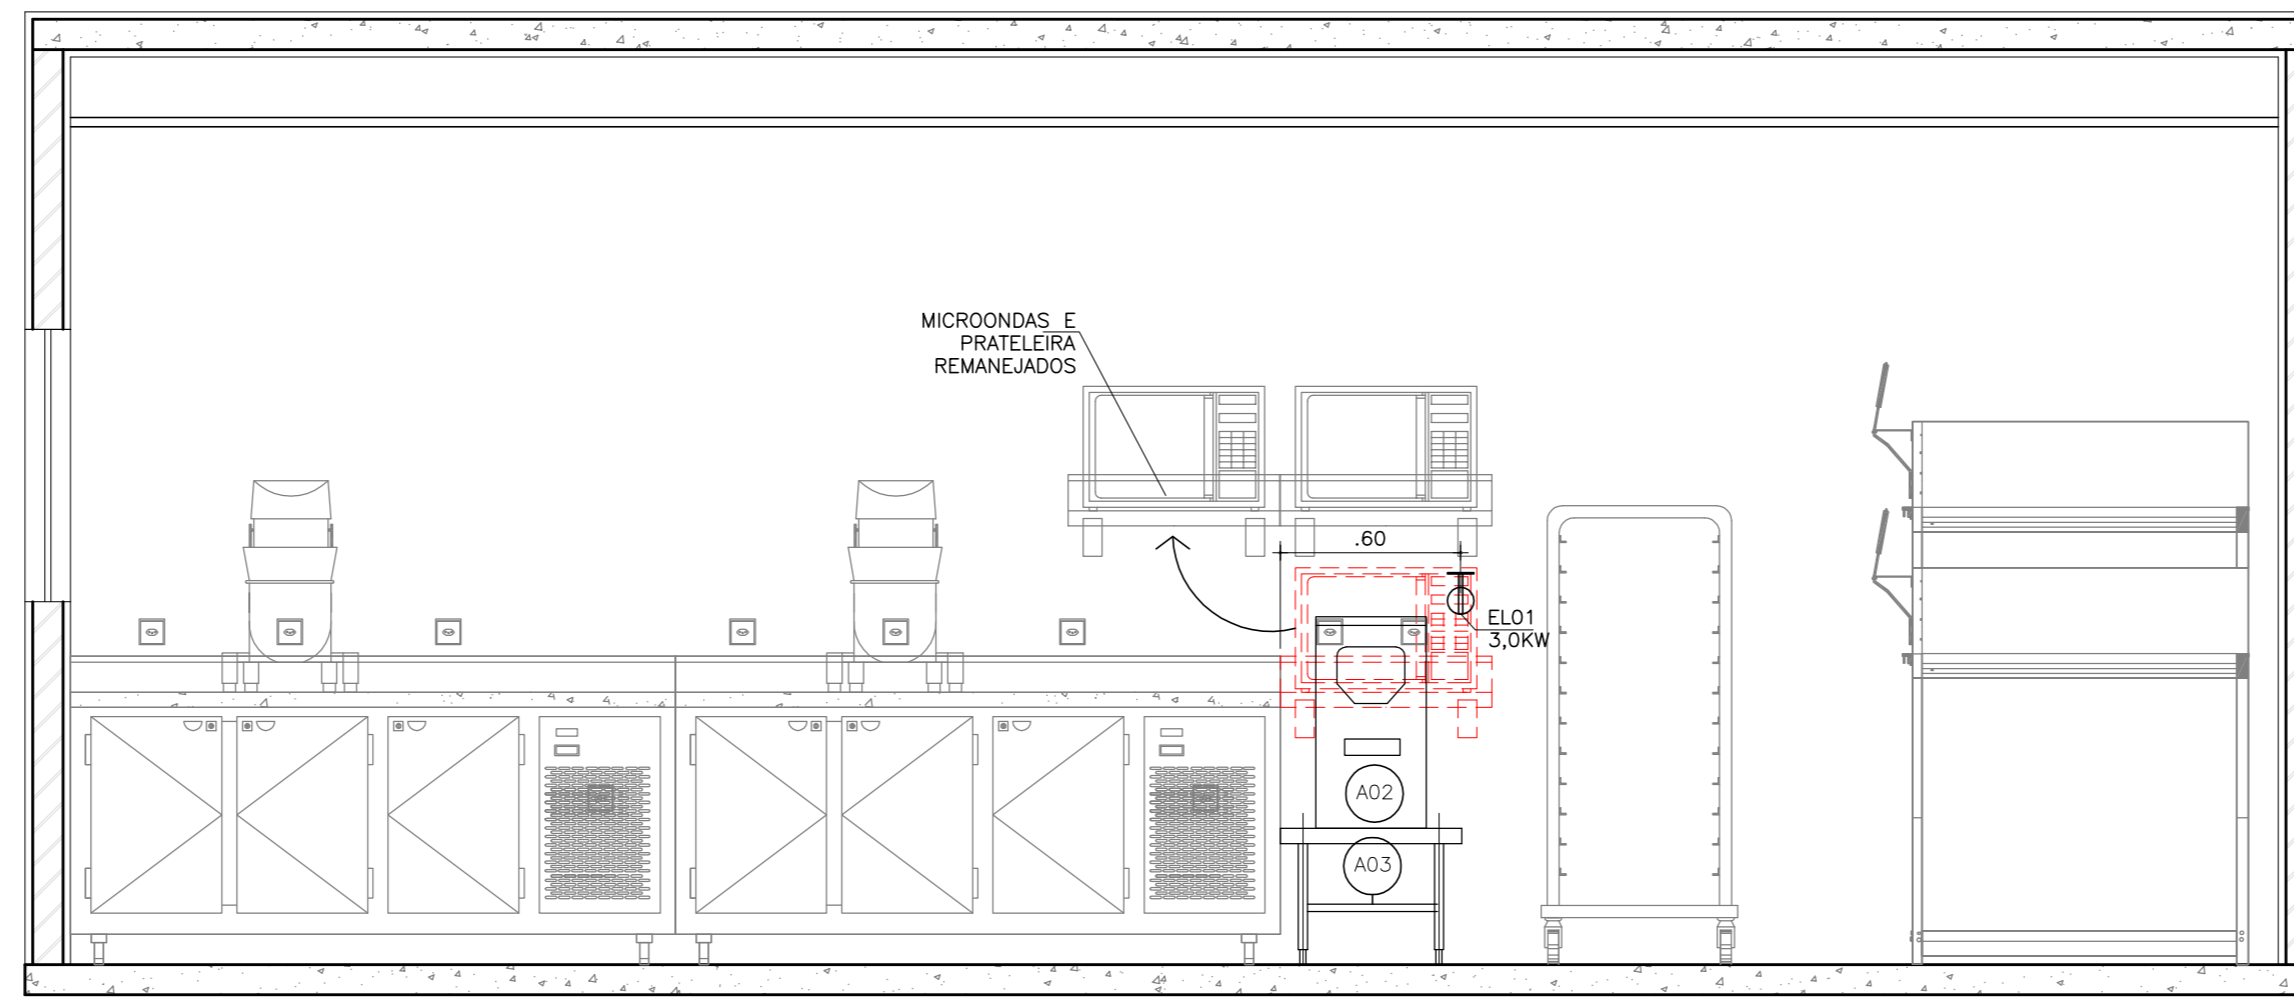 MICROONDAS E
PRATELEIRA
REMANEJADOS
.60
EL01
3,0KW
A02
A03